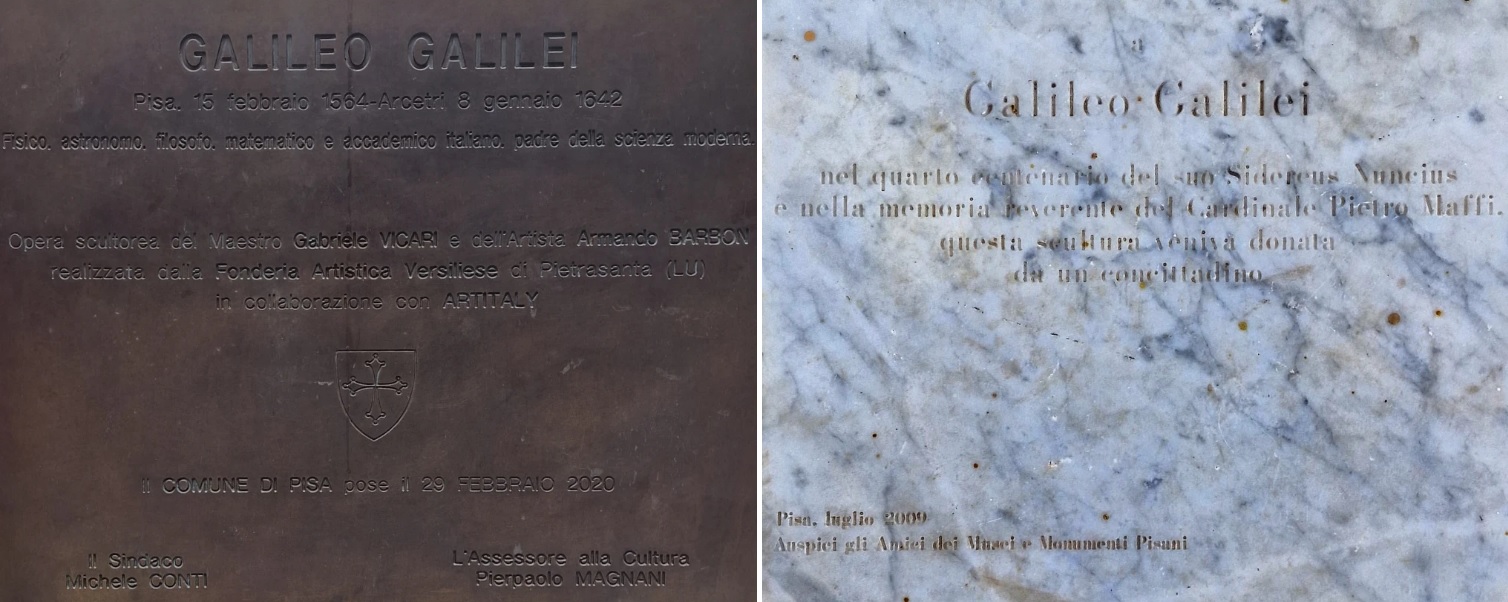 GALILEO GALILEI
Pisa, 15 febbraio 1564-Arcetri 8 gennaio 1642
Fisico, astronomo, filosofo, matematico e accademico italiano, padre della scienza moderna.
Opera scultorea del Maestro Gabriele VICARI e dell'Artista Armando BARBON
realizzata dalla Fonderia Artistica Versiliese di Pietrasanta (LU)
in collaborazione con ARTITALY
Il COMUNE DI PISA pose il 29 FEBBRAIO 2020
Il Sindaco
Michele CONTI
L'Assessore alla Cultura
Pierpaolo MAGNANI
a
Galileo Galilei
nel quarto centenario del suo Sidereus Nuncius
e nella memoria reverente del Cardinale Pietro Maffi,
questa scultura veniva donata
da un concittadino
Pisa, luglio 2009
Auspici gli Amici dei Musei e Monumenti Pisani